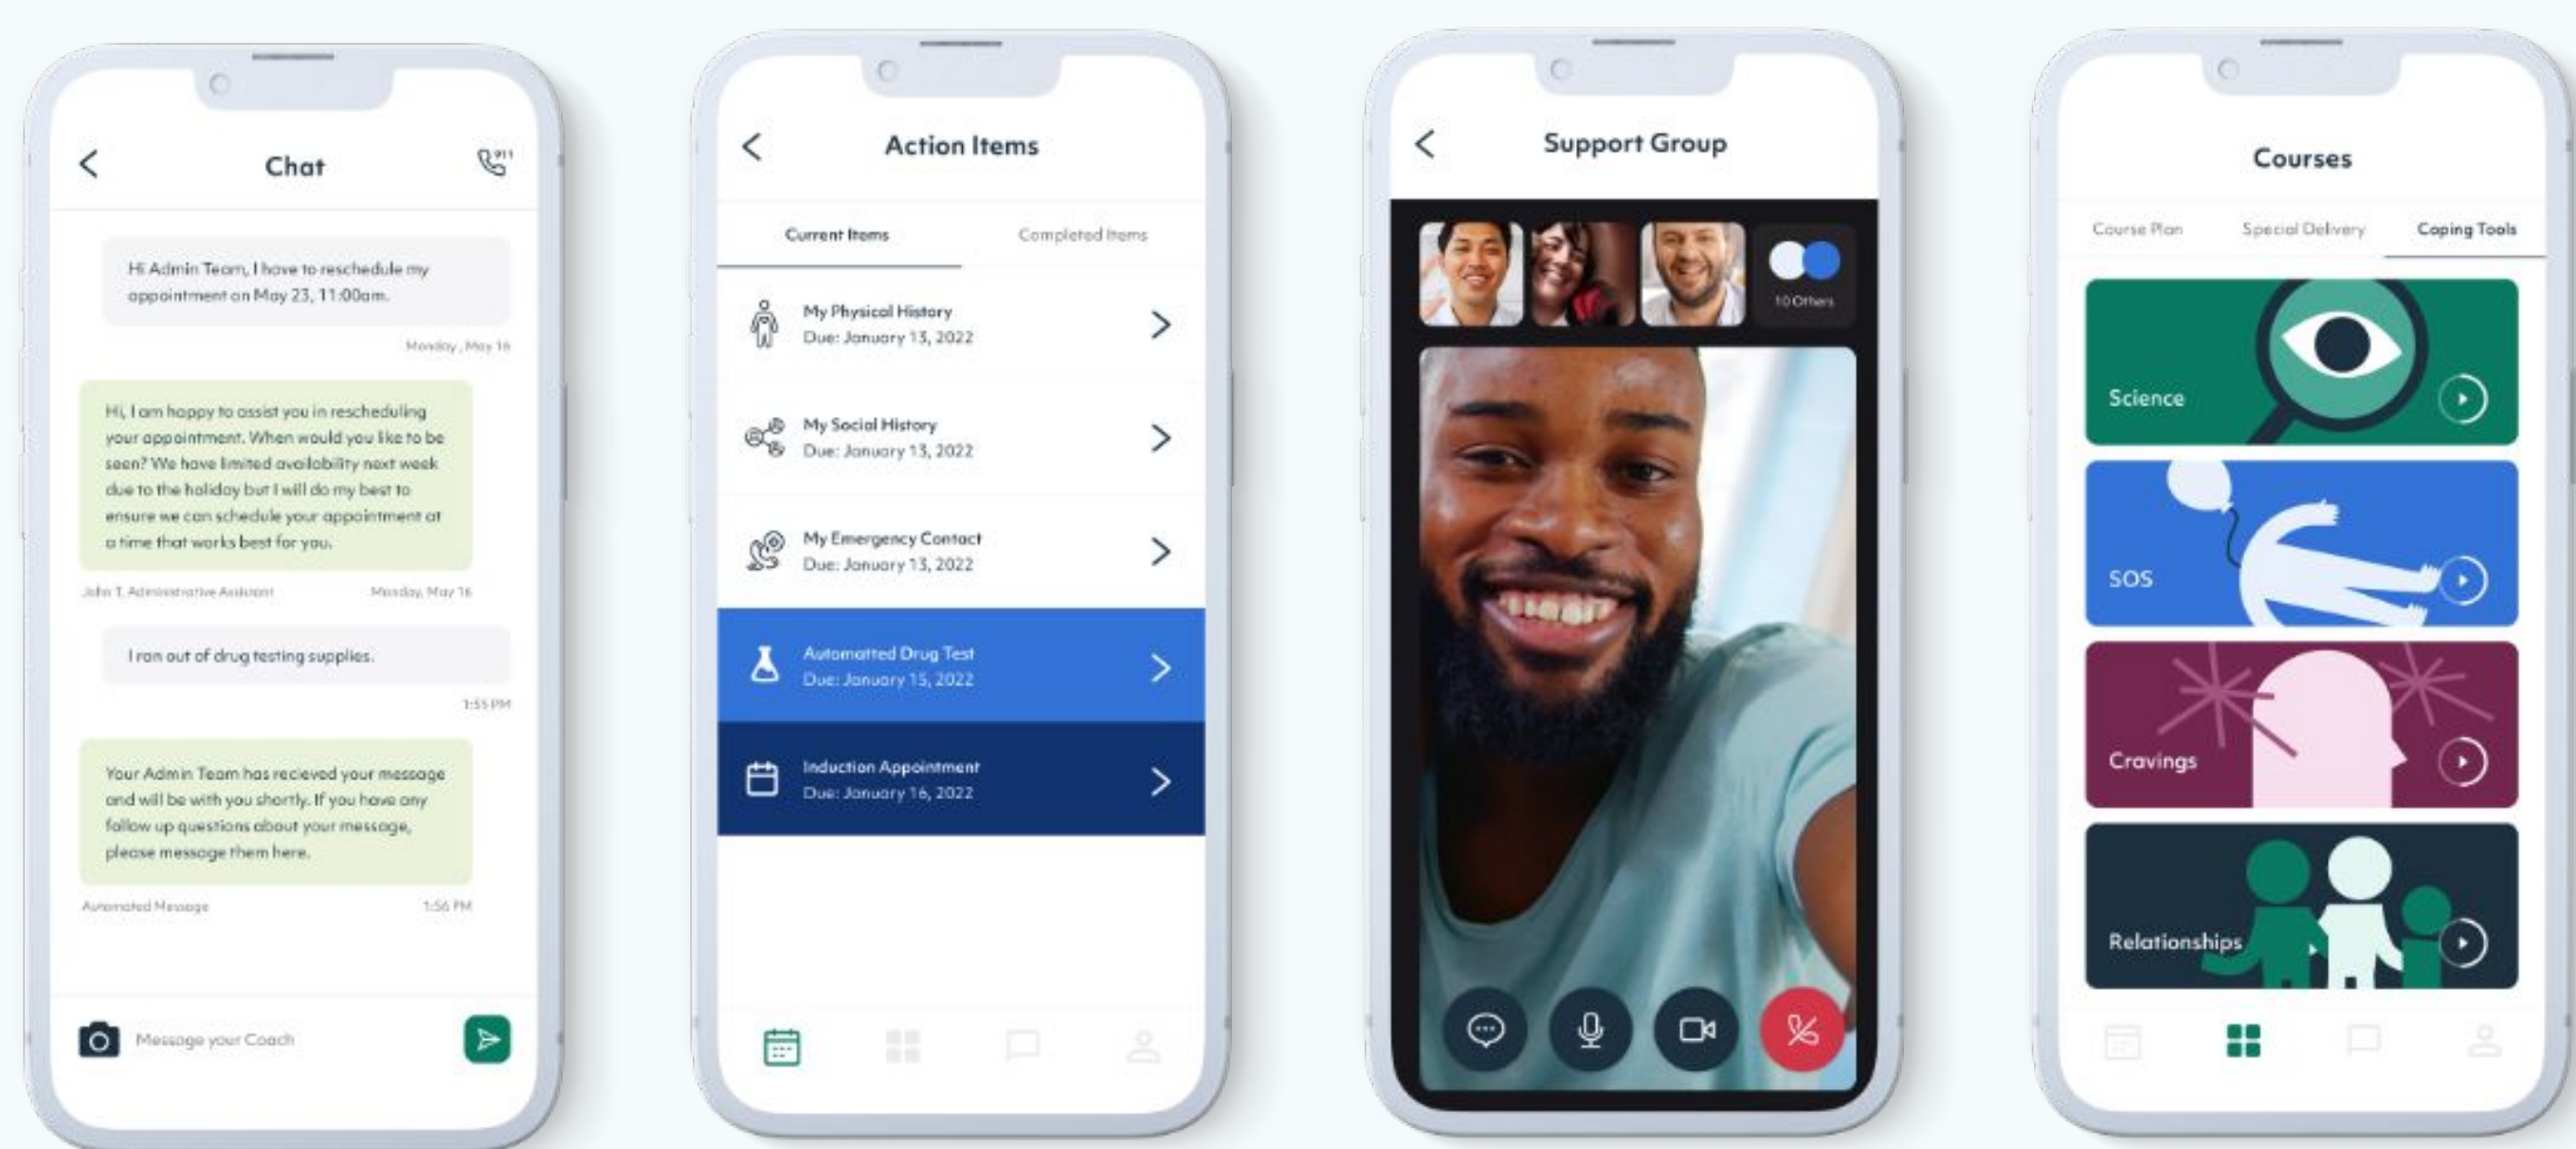 Chat
911
Hi Admin Team, I have to reschedule my
appointment on May 23, 11:00am.
Monday, May 16
Hi, I am happy to assist you in rescheduling
your appointment. When would you like to be
seen? We have limited availability next week
due to the holiday but I will do my best to
ensure we can schedule your appointment at
a time that works best for you.
John T, Administrative Assistant
Monday, May 16
I ran out of drug testing supplies.
1:55 PM
Your Admin Team has recieved your message
and will be with you shortly. If you have any
follow up questions about your message,
please message them here.
Automated Message
1:56 PM
Message your Coach
Action Items
Current Items
Completed Items
My Physical History
Due: January 13, 2022
My Social History
Due: January 13, 2022
My Emergency Contact
Due: January 13, 2022
Automatted Drug Test
Due: January 15, 2022
Induction Appointment
Due: January 16, 2022
Support Group
10 Others
Courses
Course Plan
Special Delivery
Coping Tools
Science
SOS
Cravings
Relationships